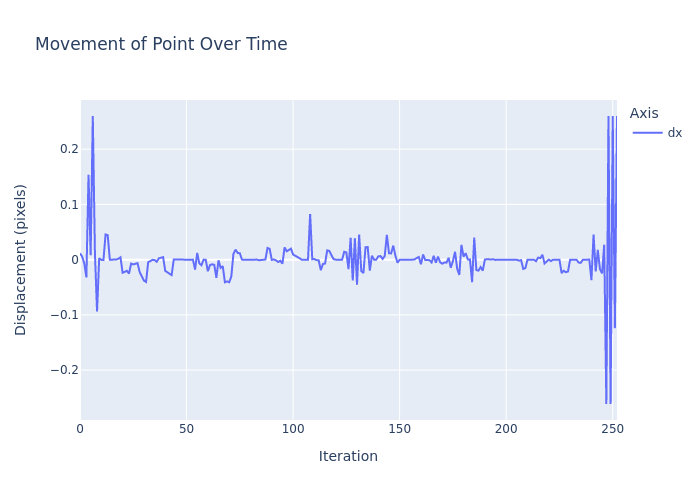 Movement of Point Over Time
Axis
dx
Displacement (pixels)
0.2
0.1
0
−0.1
−0.2
0
50
100
150
200
250
Iteration